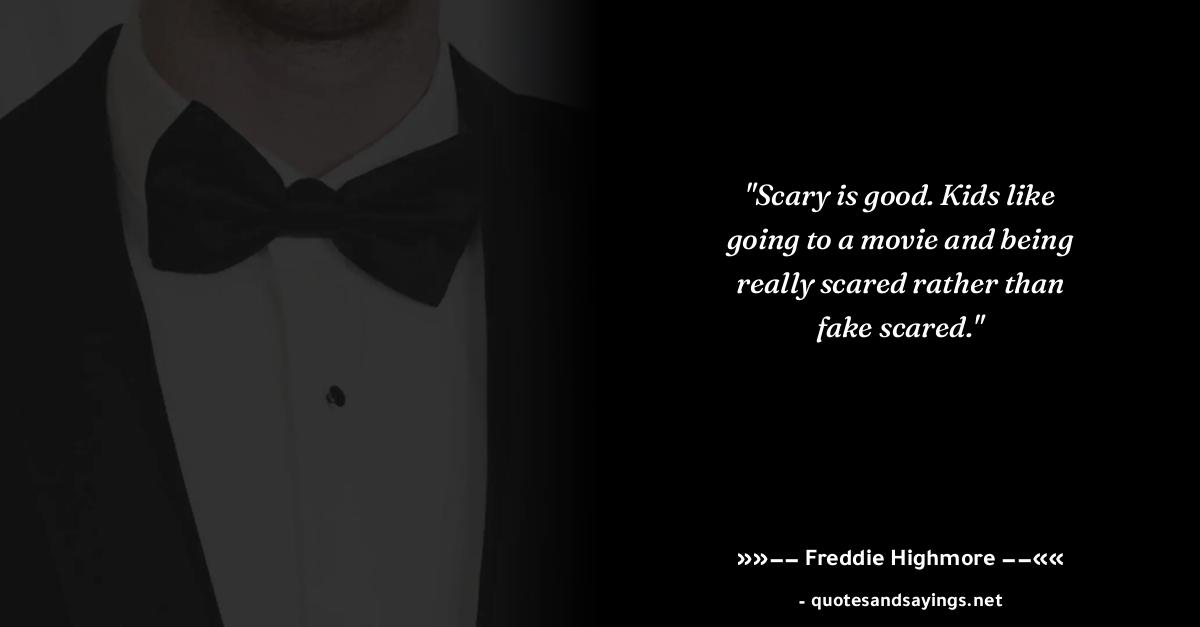 "Scary is good. Kids like
going to a movie and being
really scared rather than
fake scared."
»»−− Freddie Highmore −−««
- quotesandsayings.net